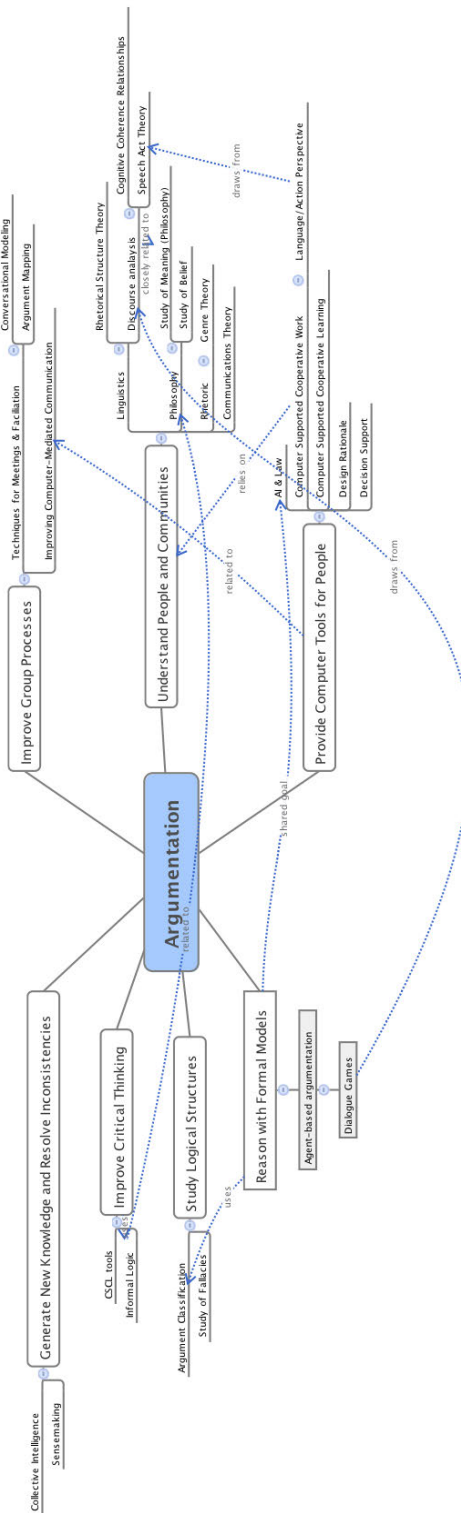 Argumentation
Improve Group Processes
Techniques for Meetings & Faciliation
Conversational Modeling
Argument Mapping
Improving Computer-Mediated Communication
Understand People and Communities
Linguistics
Rhetorical Structure Theory
Discourse analaysis
Cognitive Coherence Relationships
Speech Act Theory
closely related to
Philosophy
Study of Meaning (Philosophy)
Study of Belief
Rhetoric
Genre Theory
Communications Theory
Provide Computer Tools for People
AI & Law
Computer Supported Cooperative Work
Language/Action Perspective
Computer Supported Cooperative Learning
Design Rationale
Decision Support
draws from
relies on
related to
draws from
shared goal
related to
Generate New Knowledge and Resolve Inconsistencies
Collective Intelligence
Sensemaking
Improve Critical Thinking
CSCL tools
Informal Logic
Study Logical Structures
Argument Classification
Study of Fallacies
uses
Reason with Formal Models
Agent-based argumentation
Dialogue Games